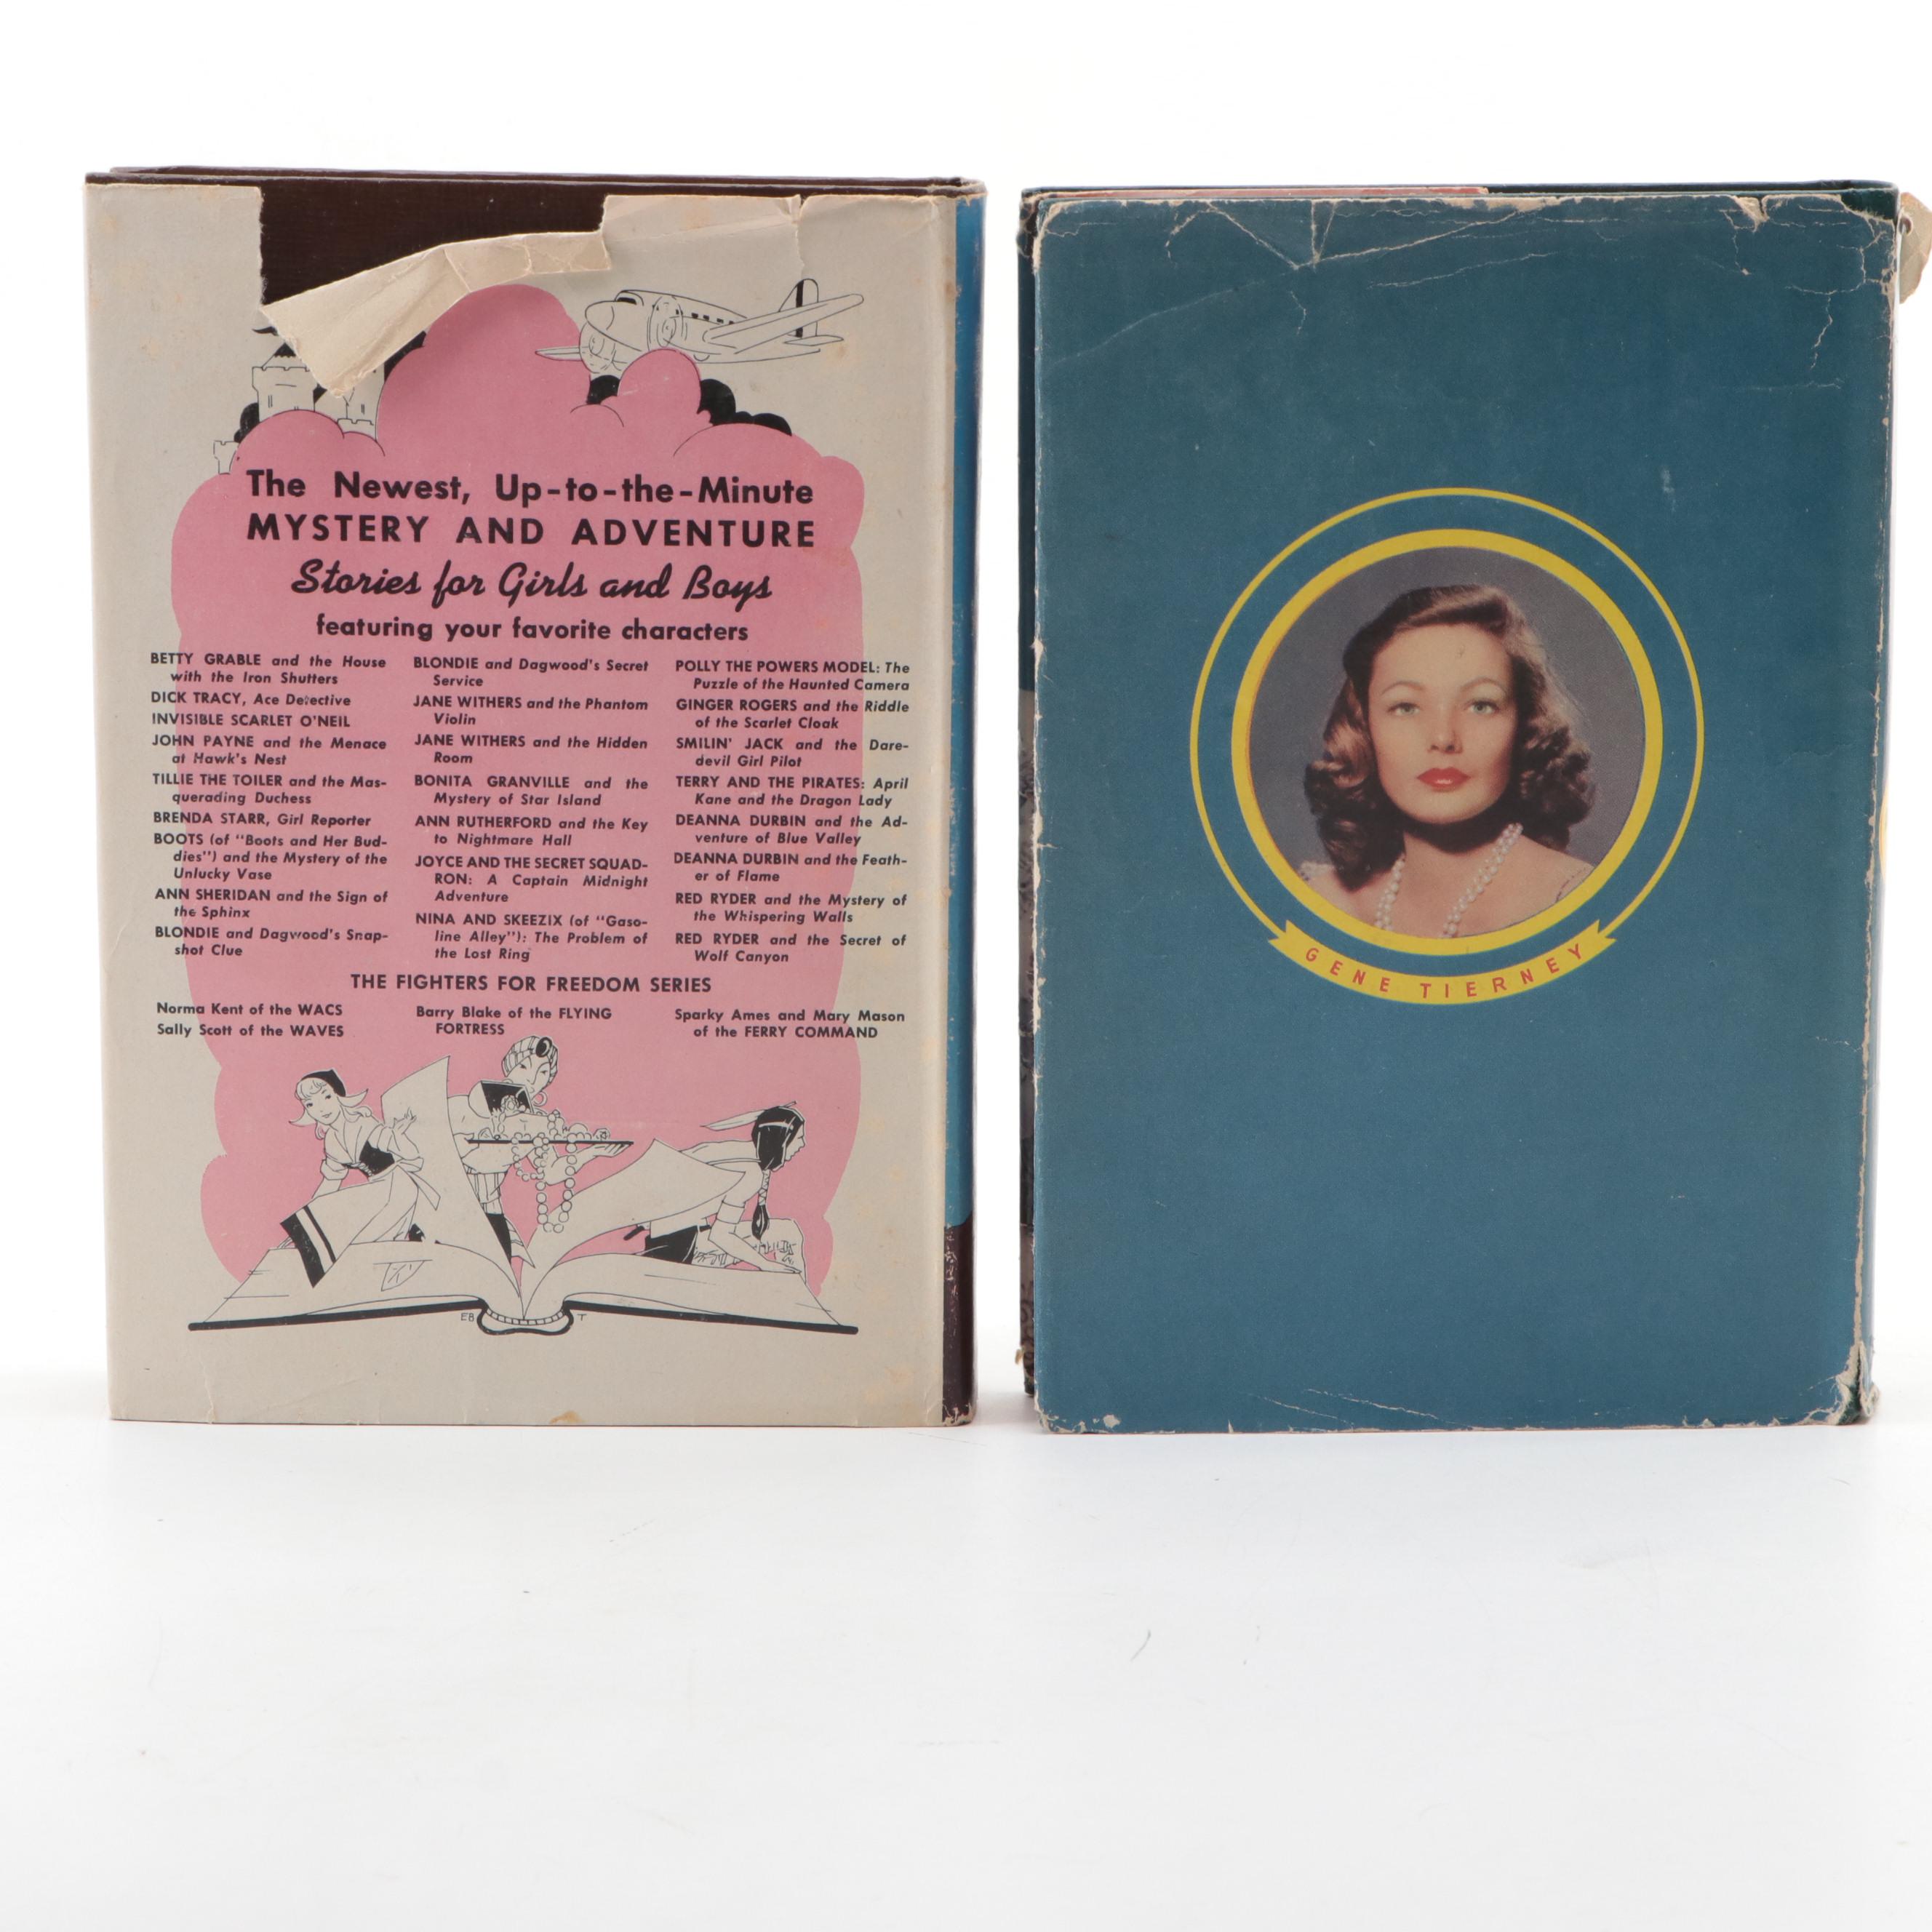 The Newest, Up-to-the-Minute
MYSTERY AND ADVENTURE
Stories for Girls and Boys
featuring your favorite characters
BETTY GRABLE and the House
with the Iron Shutters
DICK TRACY, Ace Detective
INVISIBLE SCARLET O'NEIL
JOHN PAYNE and the Menace
at Hawk's Nest
TILLIE THE TOILER and the Mas-
querading Duchess
BRENDA STARR, Girl Reporter
BOOTS (of "Boots and Her Bud-
dies") and the Mystery of the
Unlucky Vase
ANN SHERIDAN and the Sign of
the Sphinx
BLONDIE and Dagwood's Snap-
shot Clue
BLONDIE and Dagwood's Secret
Service
JANE WITHERS and the Phantom
Violin
JANE WITHERS and the Hidden
Room
BONITA GRANVILLE and the
Mystery of Star Island
ANN RUTHERFORD and the Key
to Nightmare Hall
JOYCE AND THE SECRET SQUAD-
RON: A Captain Midnight
Adventure
NINA AND SKEEZIX (of "Gaso-
line Alley"): The Problem of
the Lost Ring
POLLY THE POWERS MODEL: The
Puzzle of the Haunted Camera
GINGER ROGERS and the Riddle
of the Scarlet Cloak
SMILIN' JACK and the Dare-
devil Girl Pilot
TERRY AND THE PIRATES: April
Kane and the Dragon Lady
DEANNA DURBIN and the Ad-
venture of Blue Valley
DEANNA DURBIN and the Feath-
er of Flame
RED RYDER and the Mystery of
the Whispering Walls
RED RYDER and the Secret of
Wolf Canyon
THE FIGHTERS FOR FREEDOM SERIES
Norma Kent of the WACS
Sally Scott of the WAVES
Barry Blake of the FLYING
FORTRESS
Sparky Ames and Mary Mason
of the FERRY COMMAND
EB T
GENE TIERNEY